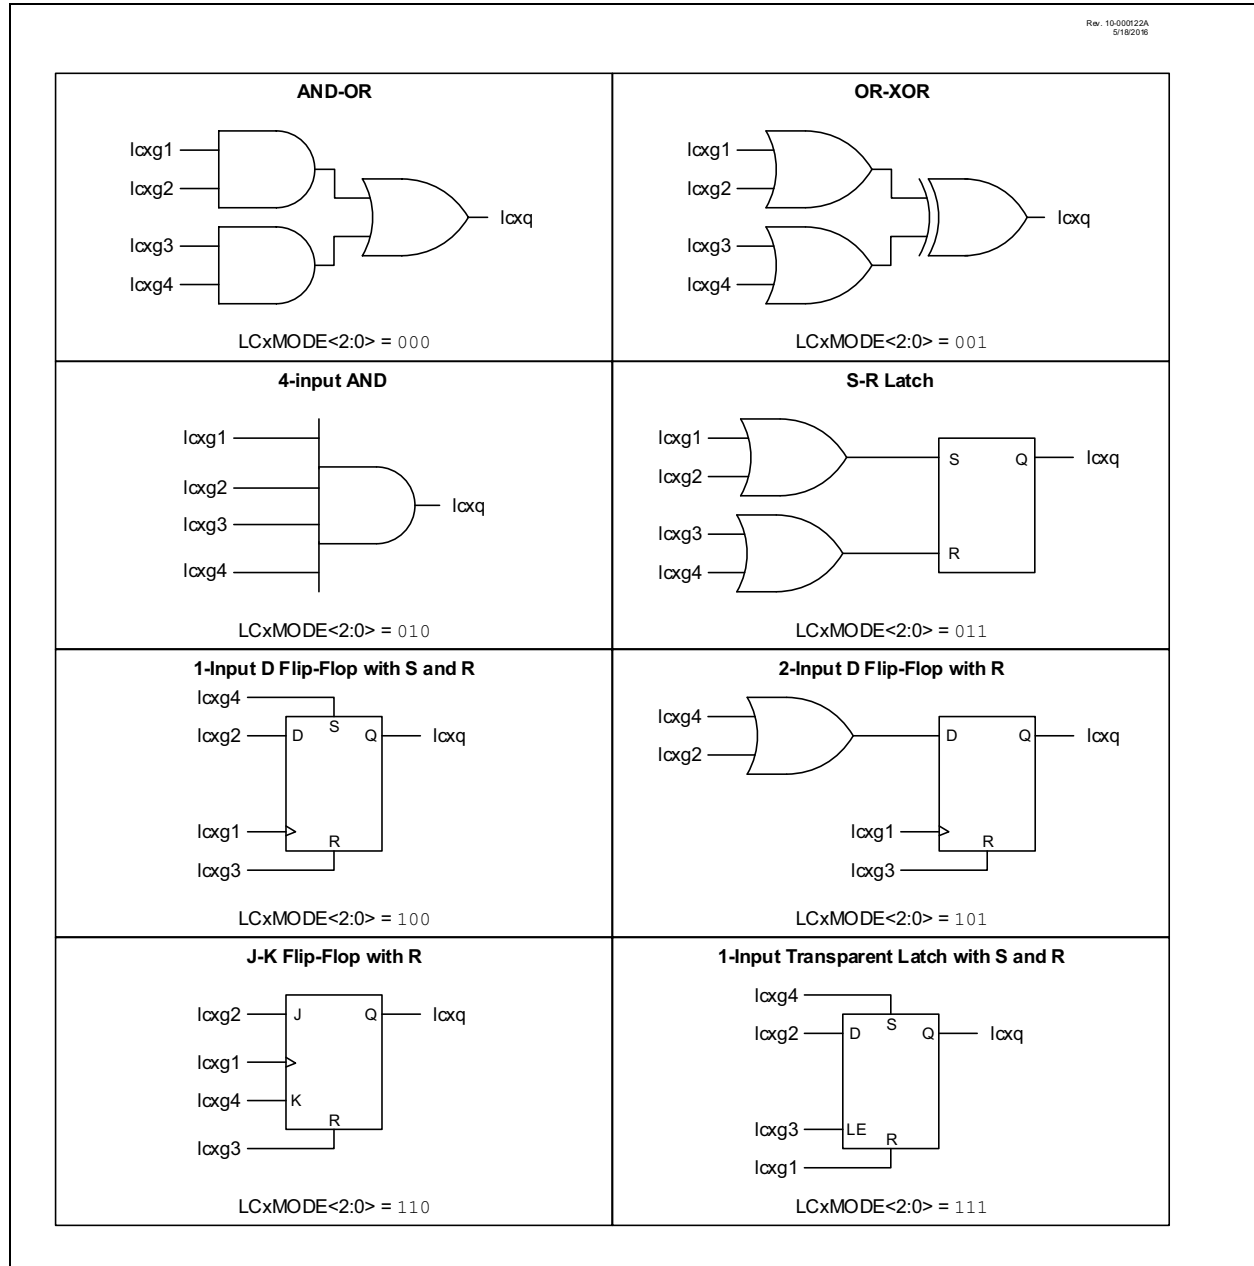 Rev. 10-000122A
5/18/2016
AND-OR
lcxg1
lcxg2
lcxg3
lcxg4
lcxq
LCxMODE<2:0> = 000
OR-XOR
lcxg1
lcxg2
lcxg3
lcxg4
lcxq
LCxMODE<2:0> = 001
4-input AND
lcxg1
lcxg2
lcxg3
lcxg4
lcxq
LCxMODE<2:0> = 010
S-R Latch
lcxg1
lcxg2
lcxg3
lcxg4
S
Q
lcxq
R
LCxMODE<2:0> = 011
1-Input D Flip-Flop with S and R
lcxg4
S
lcxg2
D
Q
lcxq
lcxg1
R
lcxg3
LCxMODE<2:0> = 100
2-Input D Flip-Flop with R
lcxg4
lcxg2
D
Q
lcxq
lcxg1
R
lcxg3
LCxMODE<2:0> = 101
J-K Flip-Flop with R
lcxg2
J
Q
lcxq
lcxg1
lcxg4
K
R
lcxg3
LCxMODE<2:0> = 110
1-Input Transparent Latch with S and R
lcxg4
S
lcxg2
D
Q
lcxq
lcxg3
LE
R
lcxg1
LCxMODE<2:0> = 111